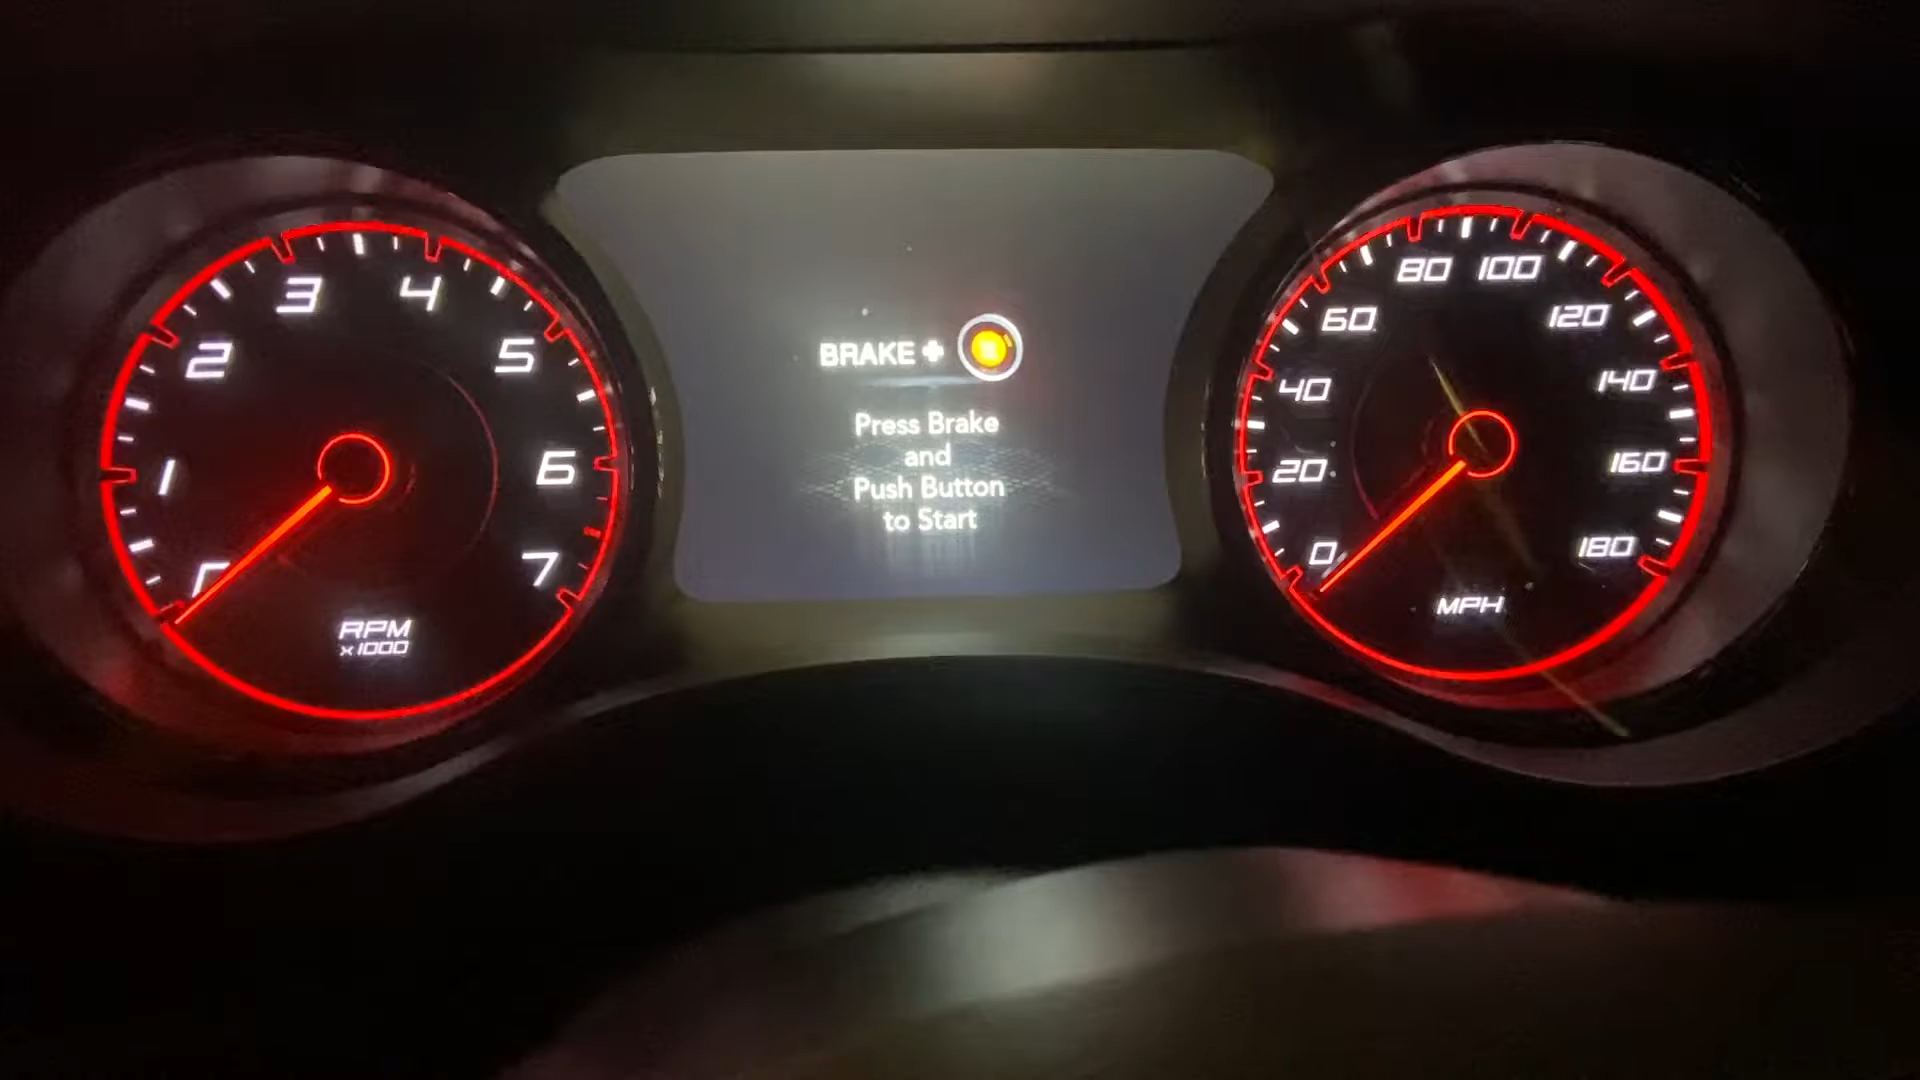 3 4
2 5
1 6
7
RPM
x1000
BRAKE +
Press Brake
and
Push Button
to Start
80 100
60 120
40 140
20 160
0 180
MPH